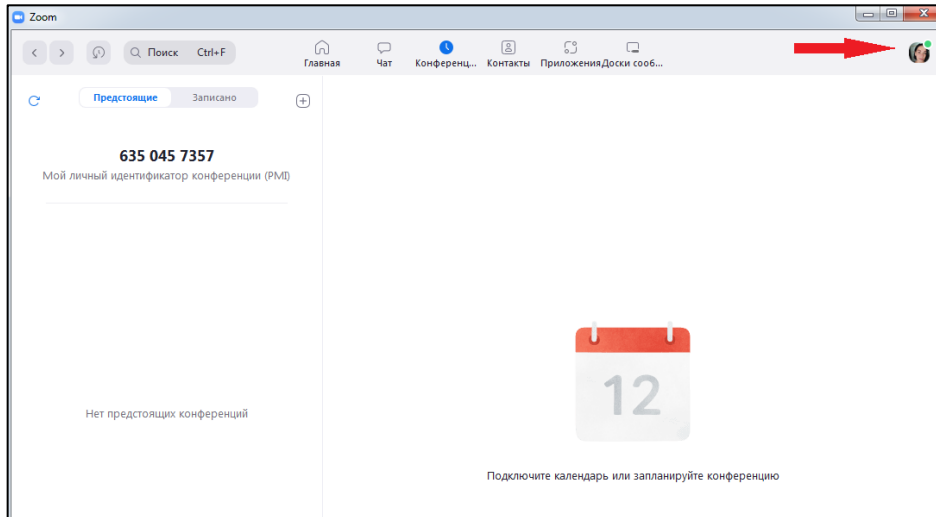 Zoom
Поиск Ctrl+F
Главная
Чат
Конференц...
Контакты
Приложения
Доски сооб...
Предстоящие
Записано
635 045 7357
Мой личный идентификатор конференции (PMI)
12
Нет предстоящих конференций
Подключите календарь или запланируйте конференцию